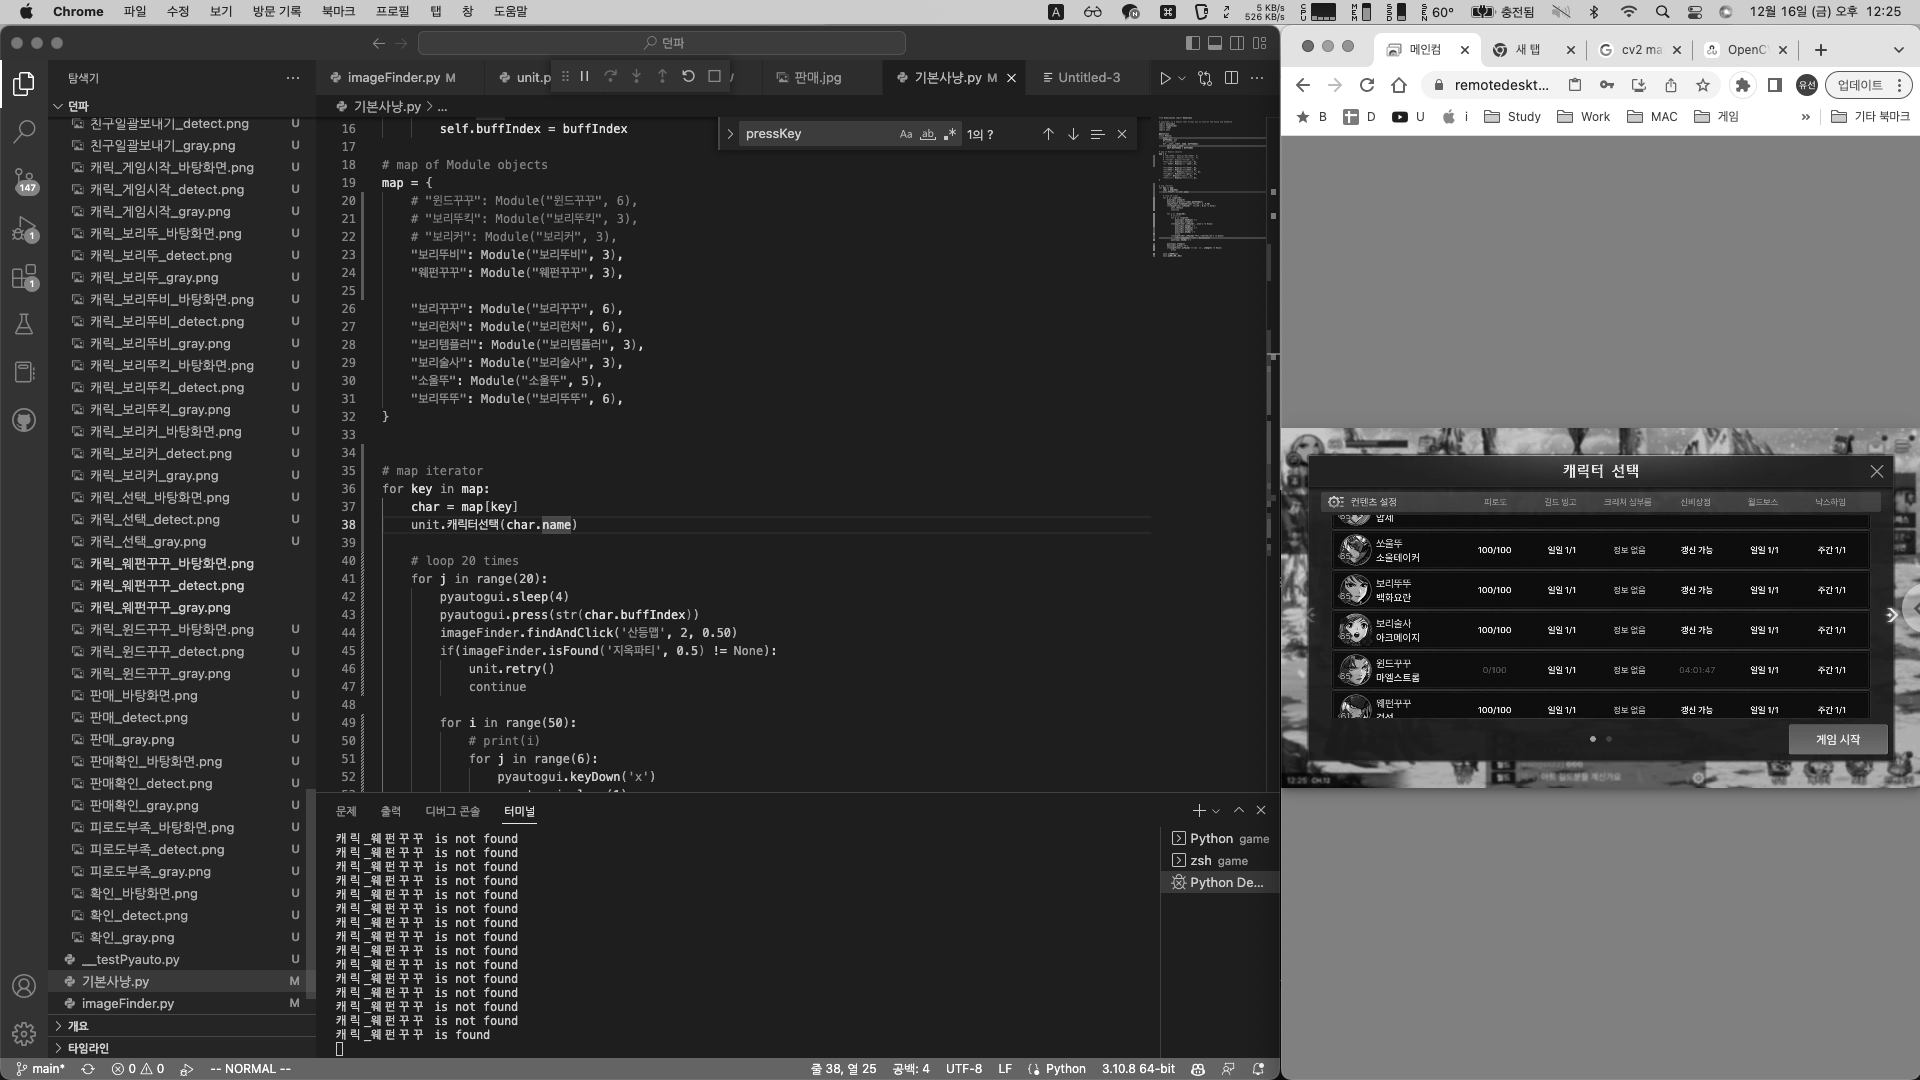 Chrome 파일 수정 보기 방문 기록 북마크 프로필 탭 창 도움말
A 5 KB/s 526 KB/s 60° 충전됨 12월 16일 (금) 오후 12:25
던파
탐색기
던파
친구일괄보내기_detect.png U
친구일괄보내기_gray.png U
캐릭_게임시작_바탕화면.png U
캐릭_게임시작_detect.png U
캐릭_게임시작_gray.png U
캐릭_보리뚜_바탕화면.png U
캐릭_보리뚜_detect.png U
캐릭_보리뚜_gray.png U
캐릭_보리뚜비_바탕화면.png U
캐릭_보리뚜비_detect.png U
캐릭_보리뚜비_gray.png U
캐릭_보리뚜킥_바탕화면.png U
캐릭_보리뚜킥_detect.png U
캐릭_보리뚜킥_gray.png U
캐릭_보리커_바탕화면.png U
캐릭_보리커_detect.png U
캐릭_보리커_gray.png U
캐릭_선택_바탕화면.png U
캐릭_선택_detect.png U
캐릭_선택_gray.png U
캐릭_웨펀꾸꾸_바탕화면.png U
캐릭_웨펀꾸꾸_detect.png U
캐릭_웨펀꾸꾸_gray.png U
캐릭_윈드꾸꾸_바탕화면.png U
캐릭_윈드꾸꾸_detect.png U
캐릭_윈드꾸꾸_gray.png U
판매_바탕화면.png U
판매_detect.png U
판매_gray.png U
판매확인_바탕화면.png U
판매확인_detect.png U
판매확인_gray.png U
피로도부족_바탕화면.png U
피로도부족_detect.png U
피로도부족_gray.png U
확인_바탕화면.png U
확인_detect.png U
확인_gray.png U
__testPyauto.py U
기본사냥.py M
imageFinder.py M
개요
타임라인
147
1
1
imageFinder.py M unit.p 판매.jpg 기본사냥.py M Untitled-3
기본사냥.py > ...
pressKey Aa ab 1의 ?
16 self.buffIndex = buffIndex
17
18 # map of Module objects
19 map = {
20 # "윈드꾸꾸": Module("윈드꾸꾸", 6),
21 # "보리뚜킥": Module("보리뚜킥", 3),
22 # "보리커": Module("보리커", 3),
23 "보리뚜비": Module("보리뚜비", 3),
24 "웨펀꾸꾸": Module("웨펀꾸꾸", 3),
25
26 "보리꾸꾸": Module("보리꾸꾸", 6),
27 "보리런처": Module("보리런처", 6),
28 "보리템플러": Module("보리템플러", 3),
29 "보리술사": Module("보리술사", 3),
30 "소울뚜": Module("소울뚜", 5),
31 "보리뚜뚜": Module("보리뚜뚜", 6),
32 }
33
34
35 # map iterator
36 for key in map:
37 char = map[key]
38 unit.캐릭터선택(char.name)
39
40 # loop 20 times
41 for j in range(20):
42 pyautogui.sleep(4)
43 pyautogui.press(str(char.buffIndex))
44 imageFinder.findAndClick('산등맵', 2, 0.50)
45 if(imageFinder.isFound('지옥파티', 0.5) != None):
46 unit.retry()
47 continue
48
49 for i in range(50):
50 # print(i)
51 for j in range(6):
52 pyautogui.keyDown('x')
문제 출력 디버그 콘솔 터미널
캐릭_웨펀꾸꾸 is not found
캐릭_웨펀꾸꾸 is not found
캐릭_웨펀꾸꾸 is not found
캐릭_웨펀꾸꾸 is not found
캐릭_웨펀꾸꾸 is not found
캐릭_웨펀꾸꾸 is not found
캐릭_웨펀꾸꾸 is not found
캐릭_웨펀꾸꾸 is not found
캐릭_웨펀꾸꾸 is not found
캐릭_웨펀꾸꾸 is not found
캐릭_웨펀꾸꾸 is not found
캐릭_웨펀꾸꾸 is not found
캐릭_웨펀꾸꾸 is not found
캐릭_웨펀꾸꾸 is not found
캐릭_웨펀꾸꾸 is found
Python game
zsh game
Python De...
main* 0 0 -- NORMAL -- 줄 38, 열 25 공백: 4 UTF-8 LF Python 3.10.8 64-bit
메인컴 새 탭 cv2 ma OpenC
remotedeskt... 유선 업데이트
B D U i Study Work MAC 게임 » 기타 북마크
캐릭터 선택
컨텐츠 설정 피로도 길드 빙고 크리쳐 심부름 신비상점 월드보스 낙스하임
쏘울뚜 소울테이커 100/100 일일 1/1 정보 없음 갱신 가능 일일 1/1 주간 1/1
보리뚜뚜 백화요란 100/100 일일 1/1 정보 없음 갱신 가능 일일 1/1 주간 1/1
보리술사 아크메이지 100/100 일일 1/1 정보 없음 갱신 가능 일일 1/1 주간 1/1
윈드꾸꾸 마엘스트롬 0/100 일일 1/1 정보 없음 04:01:47 일일 1/1 주간 1/1
웨펀꾸꾸 100/100 일일 1/1 정보 없음 갱신 가능 일일 1/1 주간 1/1
게임 시작
12:25 CH.12